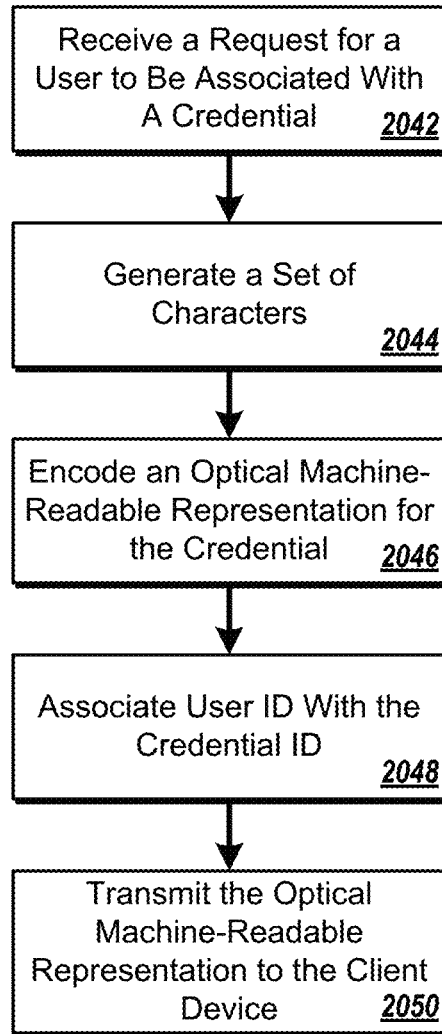 Receive a Request for a
User to Be Associated With
A Credential
2042
Generate a Set of
Characters
2044
Encode an Optical Machine-
Readable Representation for
the Credential
2046
Associate User ID With the
Credential ID
2048
Transmit the Optical
Machine-Readable
Representation to the Client
Device
2050